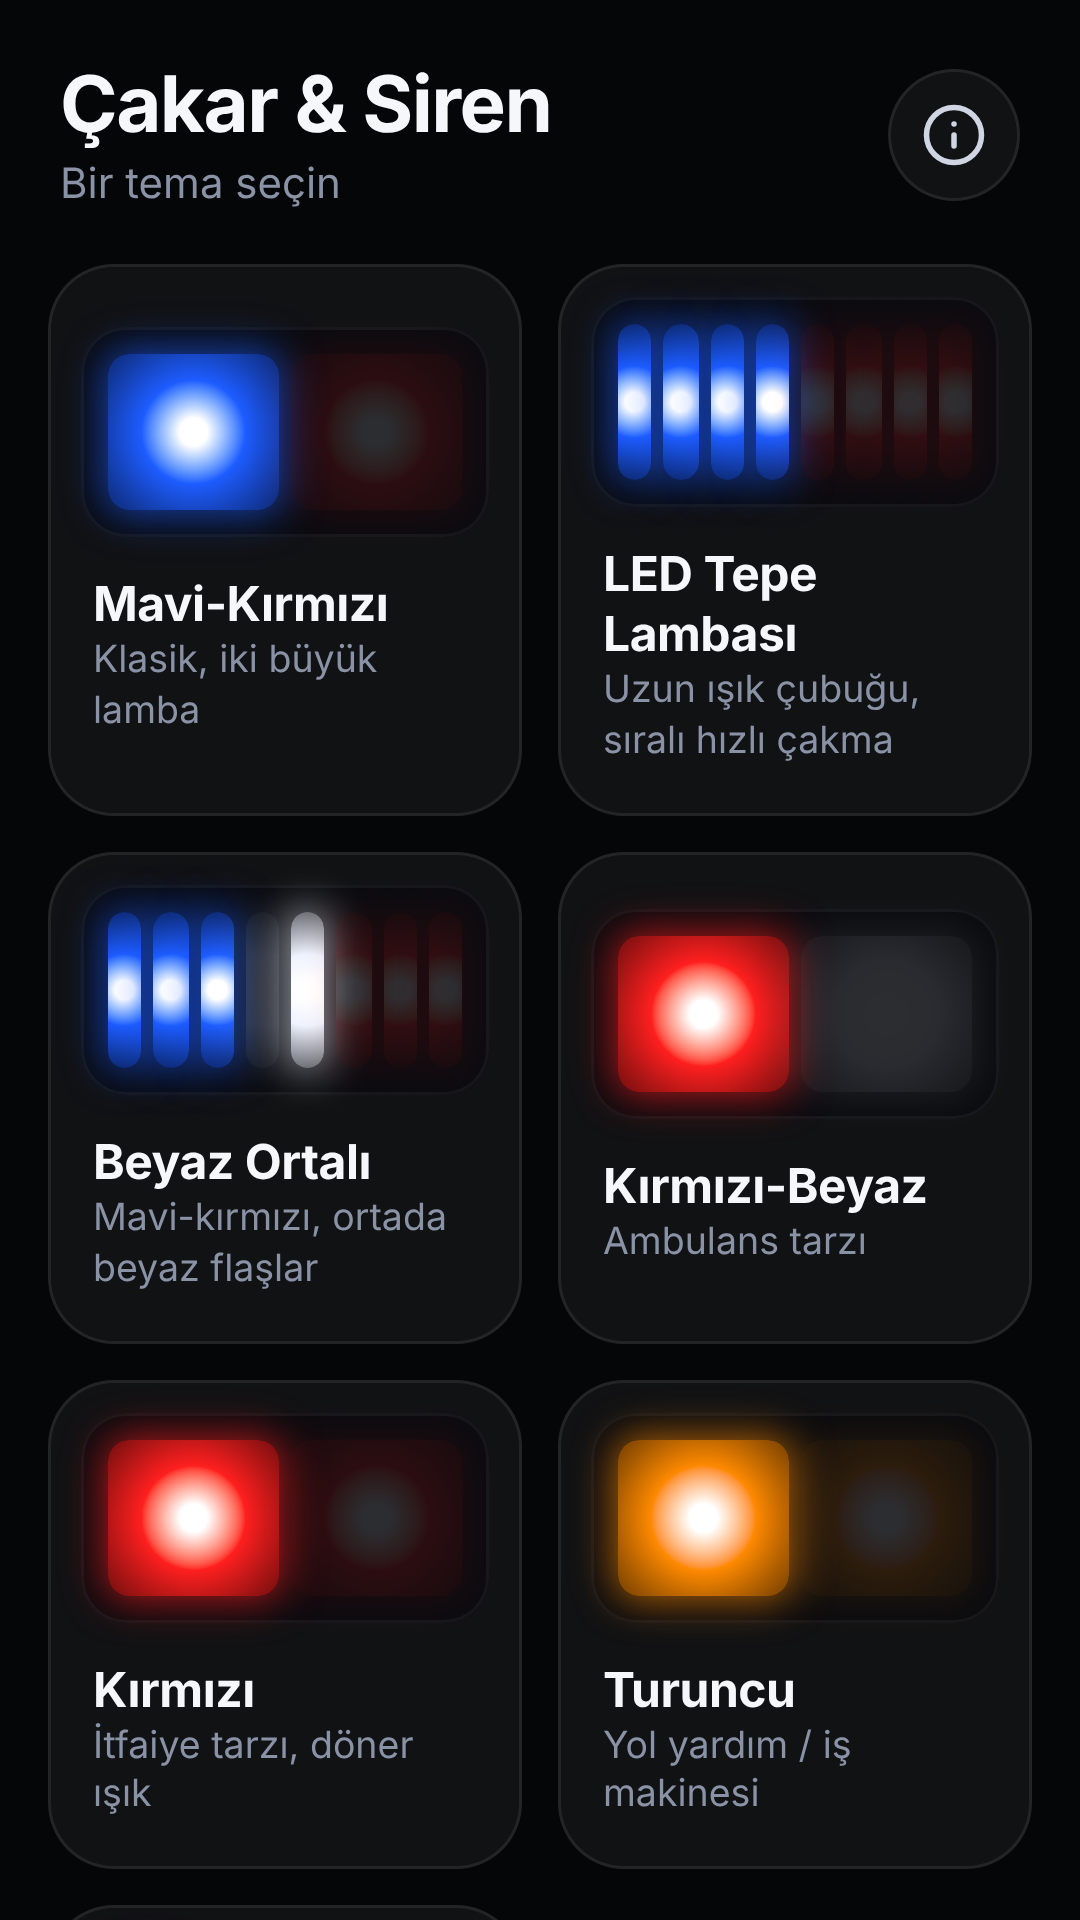 Çakar & Siren
Bir tema seçin
Mavi-Kırmızı
Klasik, iki büyük
lamba
LED Tepe
Lambası
Uzun ışık çubuğu,
sıralı hızlı çakma
Beyaz Ortalı
Mavi-kırmızı, ortada
beyaz flaşlar
Kırmızı-Beyaz
Ambulans tarzı
Kırmızı
İtfaiye tarzı, döner
ışık
Turuncu
Yol yardım / iş
makinesi